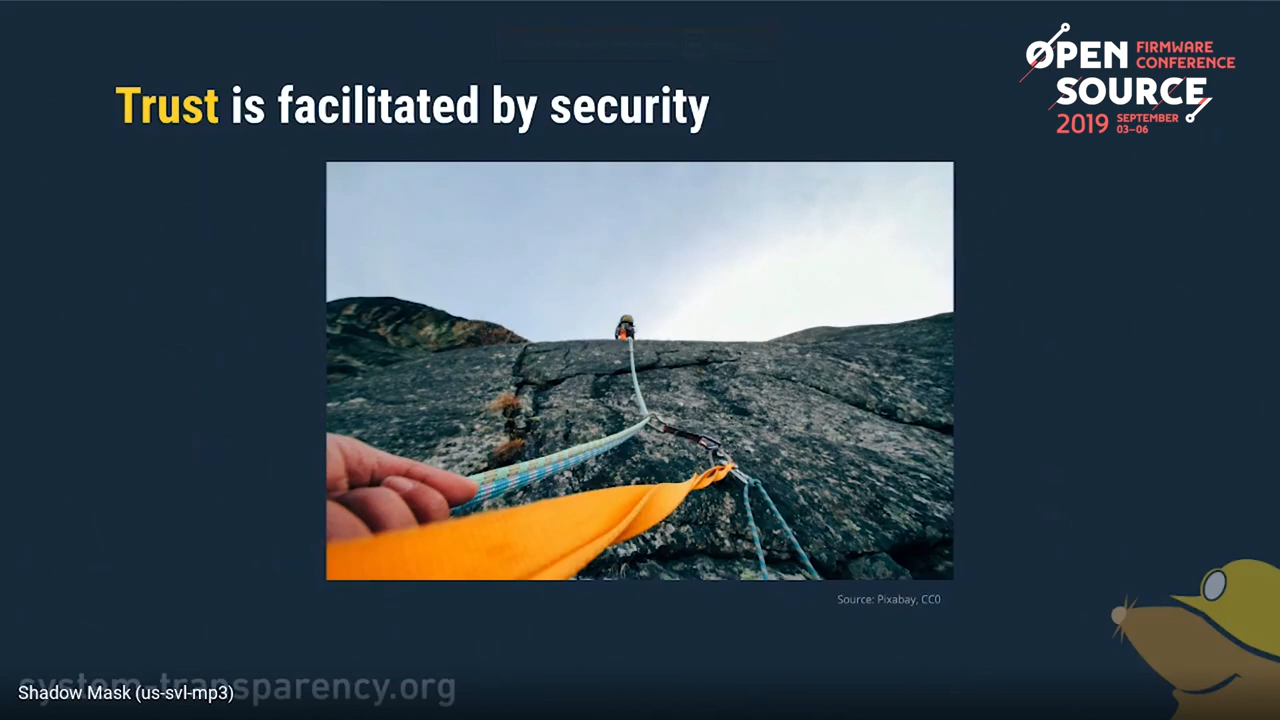 Trust is facilitated by security
OPEN FIRMWARE
CONFERENCE
SOURCE
2019 SEPTEMBER
03–06
Source: Pixabay, CC0
Shadow Mask (us-svl-mp3)
system-transparency.org